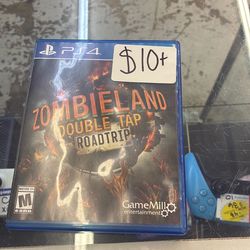 PS4
$10+
ZOMBIELAND
DOUBLE TAP
ROADTRIP
M
GameMill
entertainment